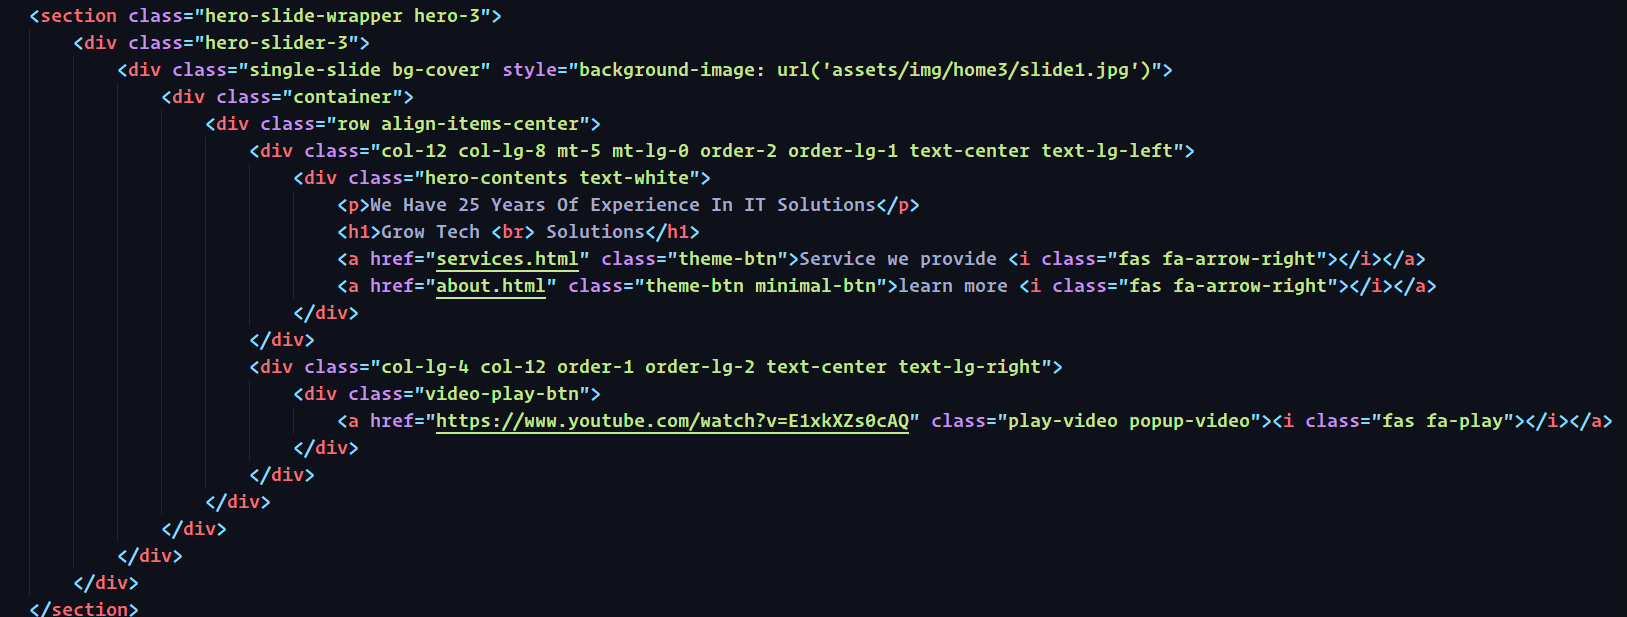 <section class="hero-slide-wrapper hero-3">
<div class="hero-slider-3">
<div class="single-slide bg-cover" style="background-image: url('assets/img/home3/slide1.jpg')">
<div class="container">
<div class="row align-items-center">
<div class="col-12 col-lg-8 mt-5 mt-lg-0 order-2 order-lg-1 text-center text-lg-left">
<div class="hero-contents text-white">
<p>We Have 25 Years Of Experience In IT Solutions</p>
<h1>Grow Tech <br> Solutions</h1>
<a href="services.html" class="theme-btn">Service we provide <i class="fas fa-arrow-right"></i></a>
<a href="about.html" class="theme-btn minimal-btn">learn more <i class="fas fa-arrow-right"></i></a>
</div>
</div>
<div class="col-lg-4 col-12 order-1 order-lg-2 text-center text-lg-right">
<div class="video-play-btn">
<a href="https://www.youtube.com/watch?v=E1xkXZs0cAQ" class="play-video popup-video"><i class="fas fa-play"></i></a>
</div>
</div>
</div>
</div>
</div>
</div>
</section>